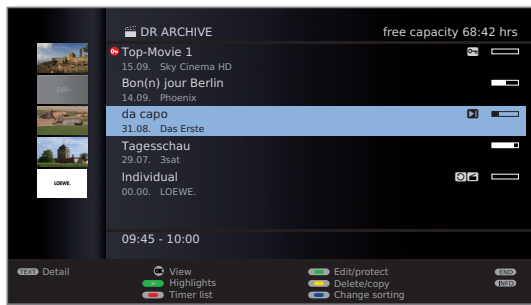 DR ARCHIVE free capacity 68:42 hrs
Top-Movie 1
15.09. Sky Cinema HD
DR+
Bon(n) jour Berlin
14.09. Phoenix
da capo
31.08. Das Erste
Tagesschau
29.07. 3sat
LOEWE.
Individual
00.00. LOEWE.
09:45 - 10:00
TEXT Detail View Edit/protect END
Highlights Delete/copy INFO
Timer list Change sorting